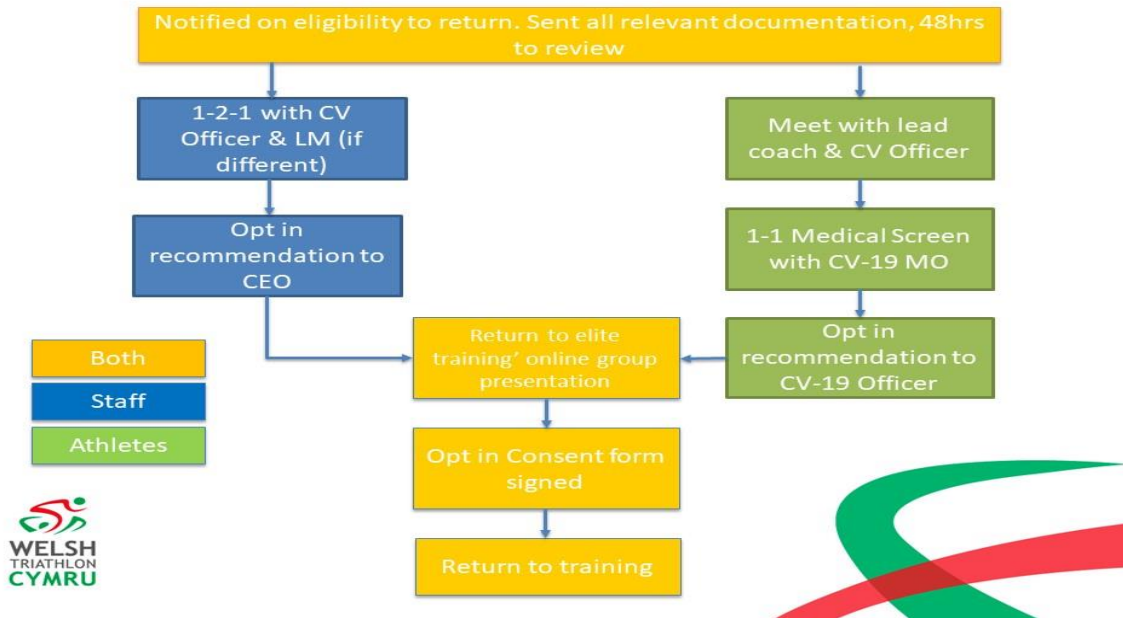 Notified on eligibility to return. Sent all relevant documentation, 48hrs
to review
1-2-1 with CV
Officer & LM (if
different)
Opt in
recommendation to
CEO
Meet with lead
coach & CV Officer
1-1 Medical Screen
with CV-19 MO
Opt in
recommendation to
CV-19 Officer
Return to elite
training’ online group
presentation
Opt in Consent form
signed
Return to training
Both
Staff
Athletes
WELSH
TRIATHLON
CYMRU